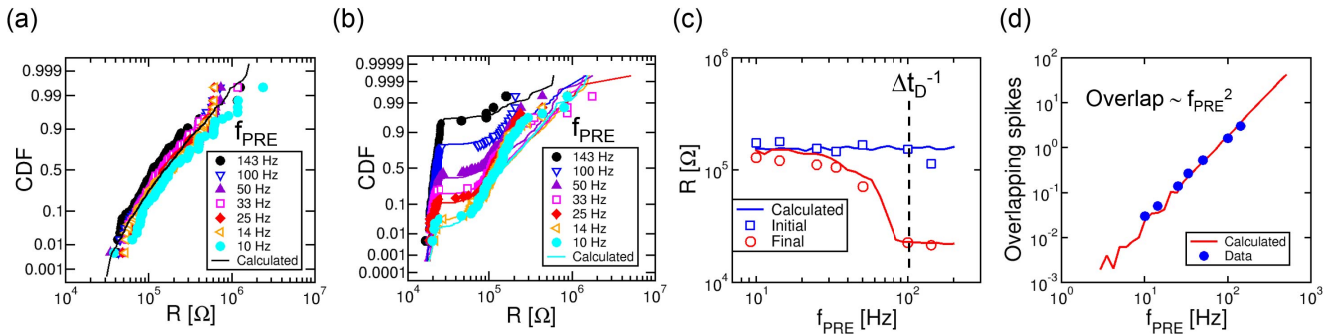 (a)
CDF
0.999
0.99
0.9
0.5
0.1
0.01
0.001
f_PRE
143 Hz
100 Hz
50 Hz
33 Hz
25 Hz
14 Hz
10 Hz
Calculated
10^4 10^5 10^6 10^7
R [Ω]
(b)
CDF
0.9999
0.999
0.99
0.9
0.5
0.1
0.01
0.001
0.0001
f_PRE
143 Hz
100 Hz
50 Hz
33 Hz
25 Hz
14 Hz
10 Hz
Calculated
10^4 10^5 10^6 10^7
R [Ω]
(c)
R [Ω]
10^6
10^5
10^4
Δt_D^-1
Calculated
Initial
Final
10^1 10^2
f_PRE [Hz]
(d)
Overlapping spikes
10^2
10^1
10^0
10^-1
10^-2
10^-3
Overlap ~ f_PRE^2
Calculated
Data
10^0 10^1 10^2 10^3
f_PRE [Hz]